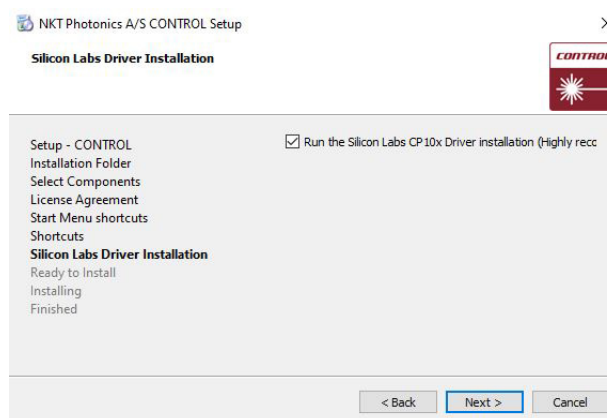 NKT Photonics A/S CONTROL Setup
Silicon Labs Driver Installation
CONTROL
Setup - CONTROL
Run the Silicon Labs CP10x Driver installation (Highly recc
Installation Folder
Select Components
License Agreement
Start Menu shortcuts
Shortcuts
Silicon Labs Driver Installation
Ready to Install
Installing
Finished
< Back
Next >
Cancel